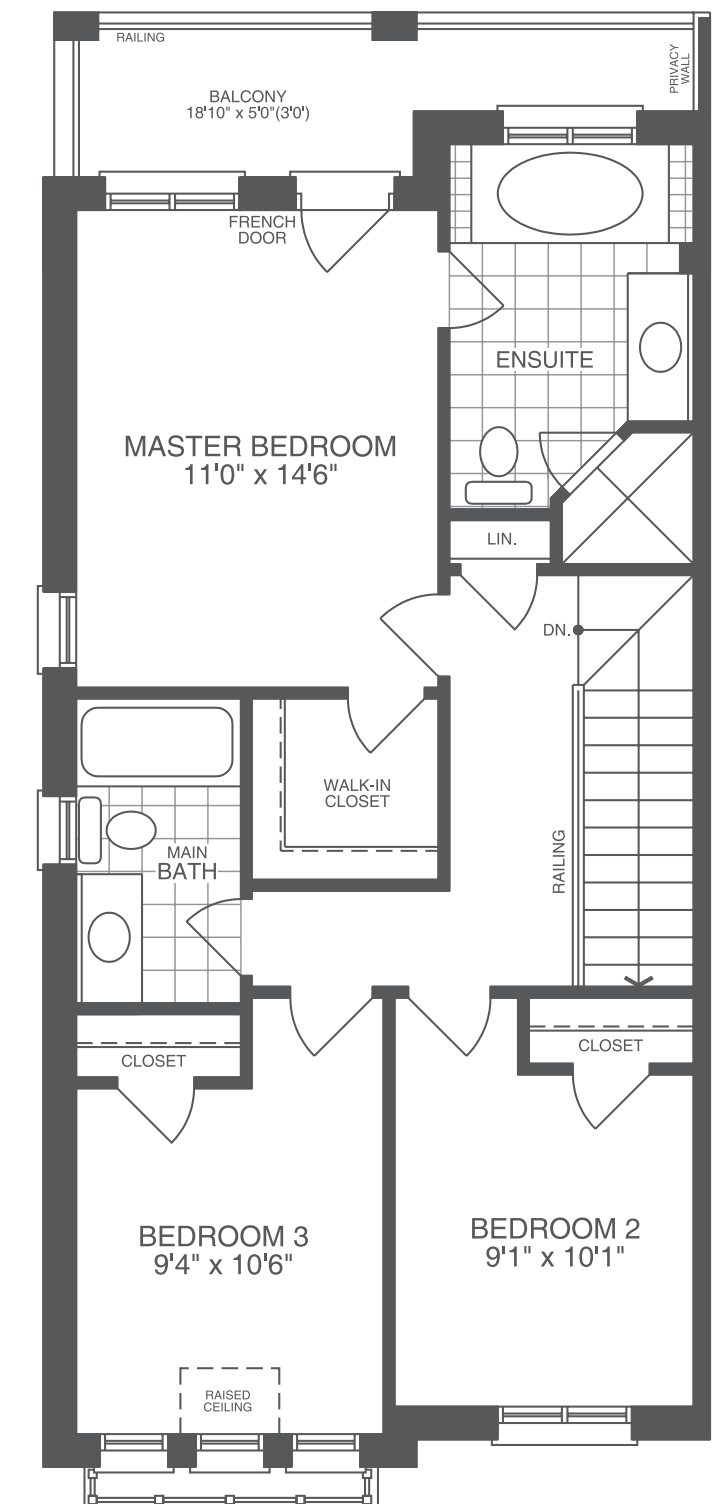 RAILING
PRIVACY
WALL
BALCONY
18'10" x 5'0"(3'0')
FRENCH
DOOR
ENSUITE
MASTER BEDROOM
11'0" x 14'6"
LIN.
DN.
WALK-IN
CLOSET
MAIN
BATH
RAILING
CLOSET
CLOSET
BEDROOM 3
9'4" x 10'6"
BEDROOM 2
9'1" x 10'1"
RAISED
CEILING